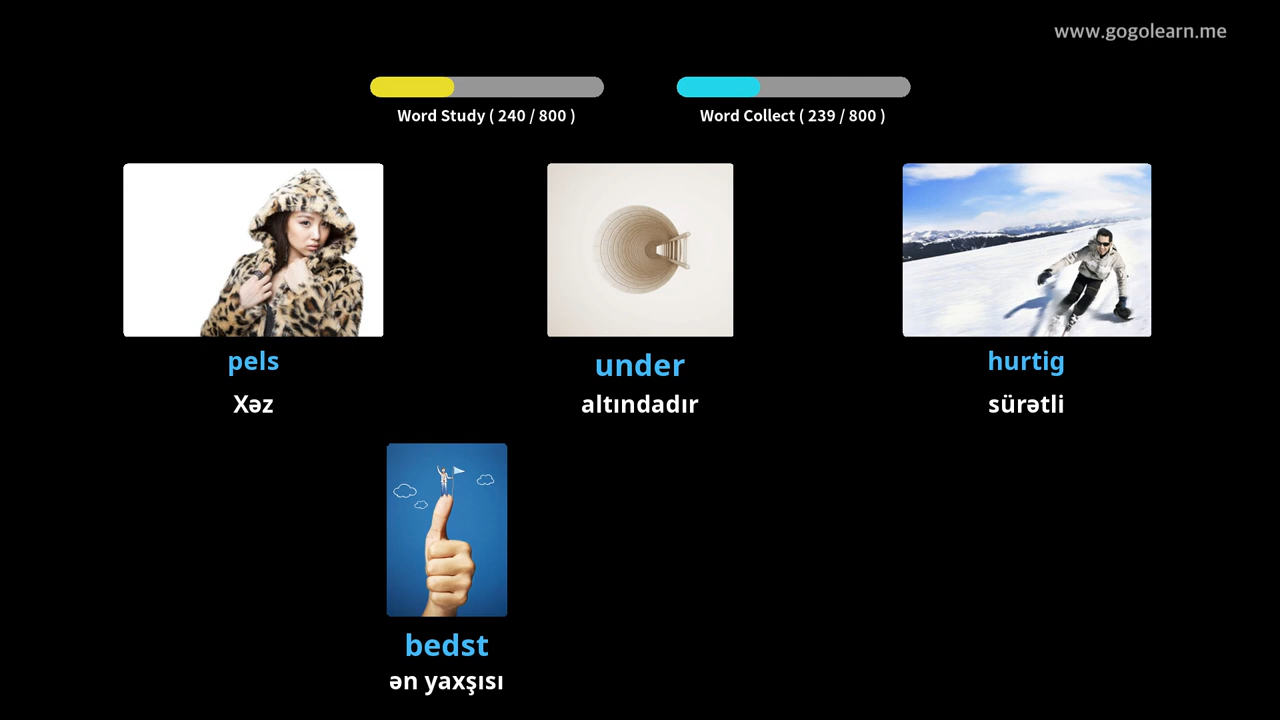 www.gogolearn.me
Word Study ( 240 / 800 )
Word Collect ( 239 / 800 )
pels
Xəz
under
altındadır
hurtig
sürətli
bedst
ən yaxşısı